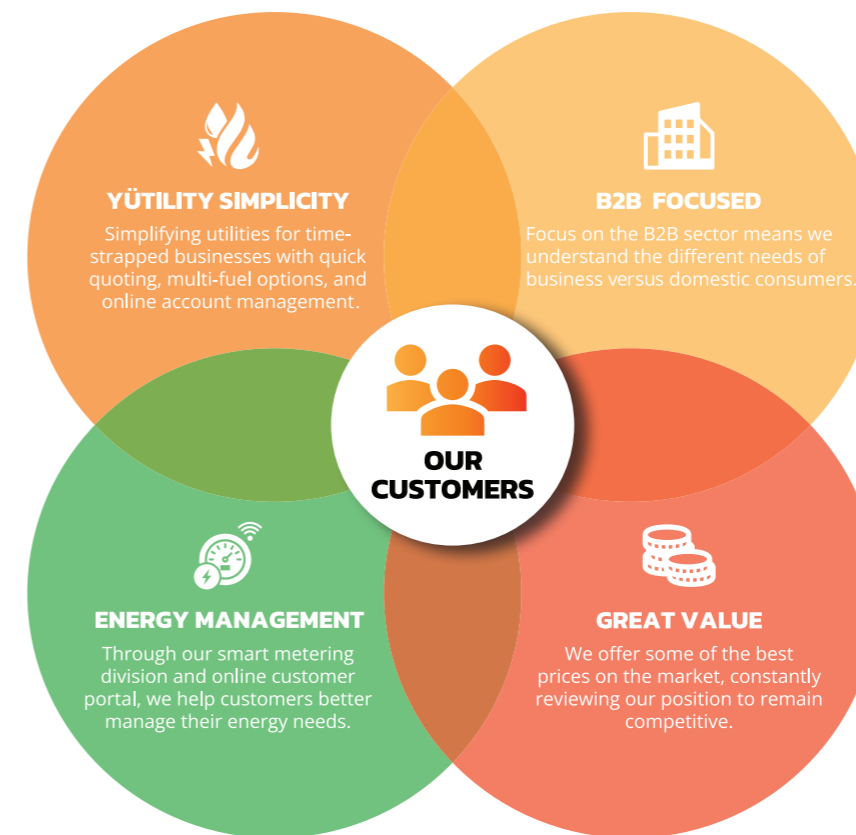 YÜTILITY SIMPLICITY
Simplifying utilities for time-
strapped businesses with quick
quoting, multi-fuel options, and
online account management.
B2B FOCUSED
Focus on the B2B sector means we
understand the different needs of
business versus domestic consumers.
OUR
CUSTOMERS
ENERGY MANAGEMENT
Through our smart metering
division and online customer
portal, we help customers better
manage their energy needs.
GREAT VALUE
We offer some of the best
prices on the market, constantly
reviewing our position to remain
competitive.